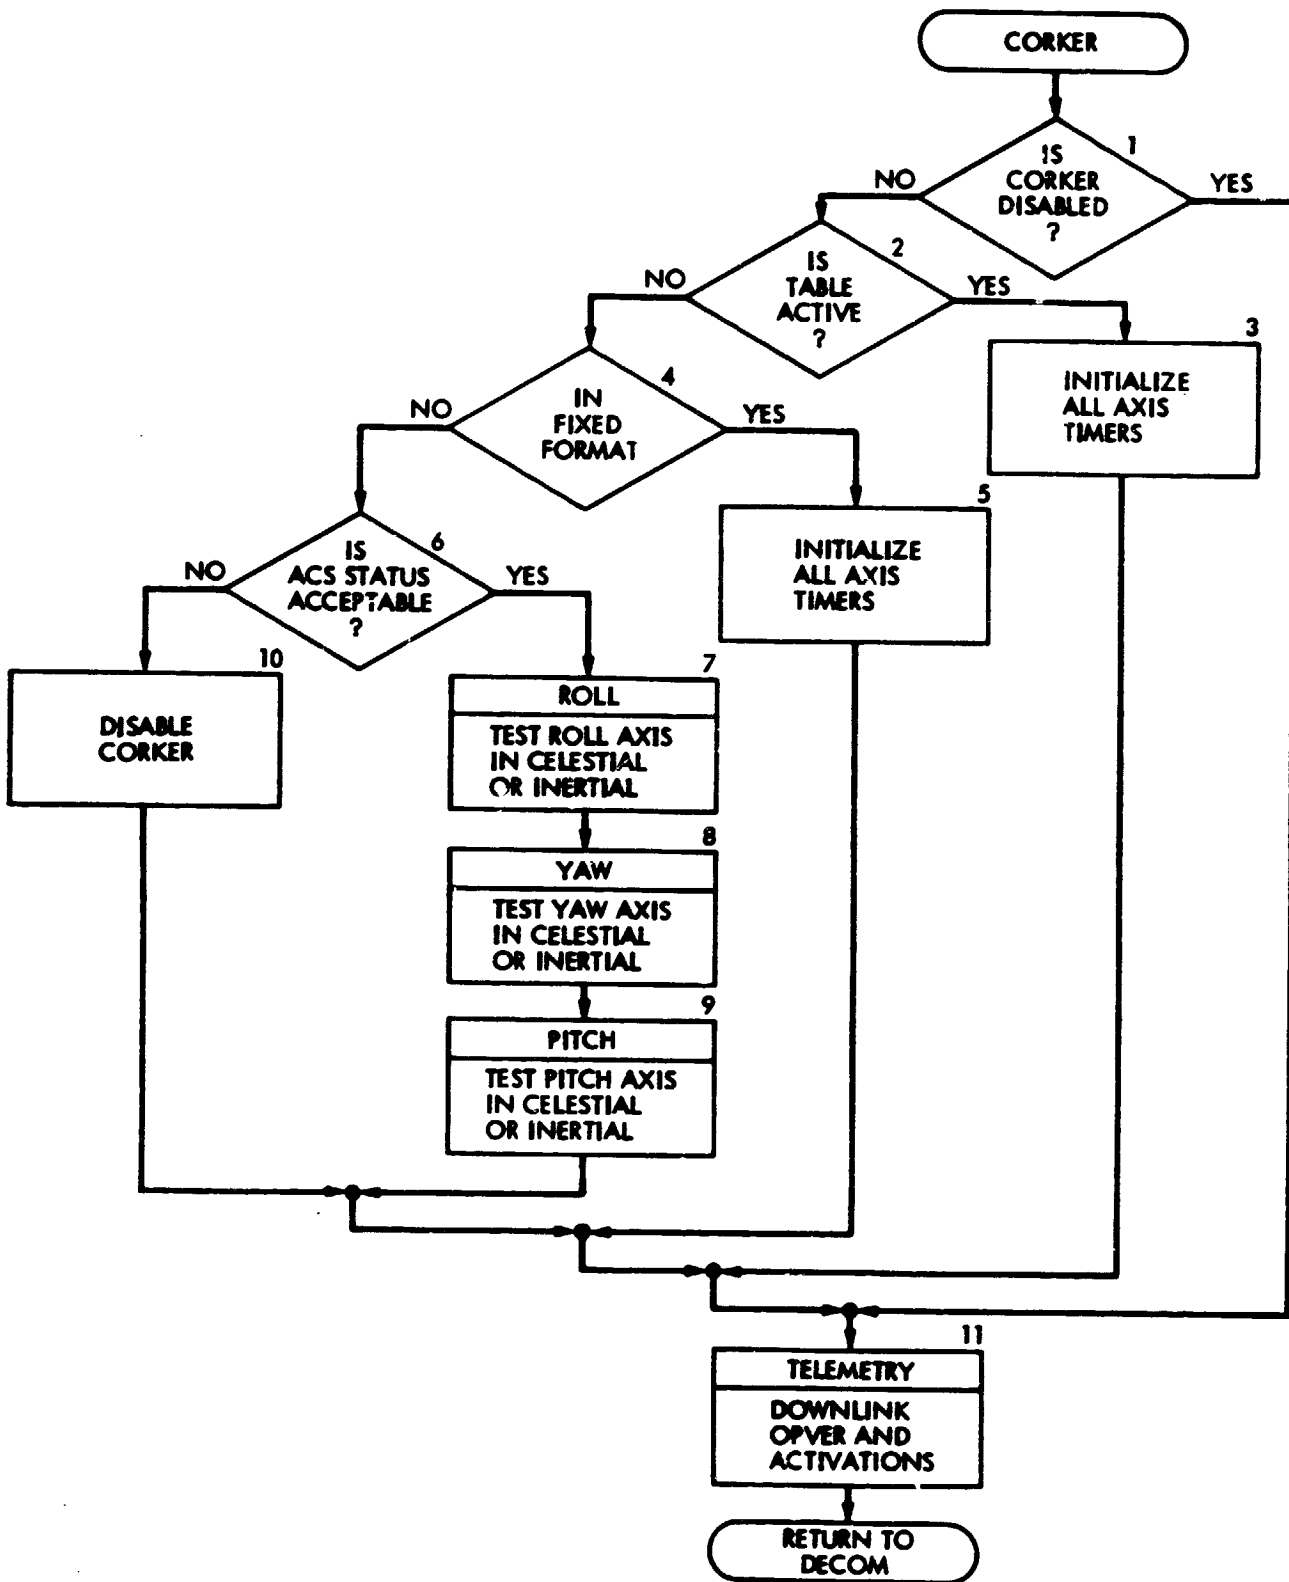 CORKER
1
IS
CORKER
DISABLED
?
NO
YES
2
IS
TABLE
ACTIVE
?
NO
YES
3
INITIALIZE
ALL AXIS
TIMERS
4
IN
FIXED
FORMAT
NO
YES
5
INITIALIZE
ALL AXIS
TIMERS
6
IS
ACS STATUS
ACCEPTABLE
?
NO
YES
10
DISABLE
CORKER
7
ROLL
TEST ROLL AXIS
IN CELESTIAL
OR INERTIAL
8
YAW
TEST YAW AXIS
IN CELESTIAL
OR INERTIAL
9
PITCH
TEST PITCH AXIS
IN CELESTIAL
OR INERTIAL
11
TELEMETRY
DOWNLINK
OPVER AND
ACTIVATIONS
RETURN TO
DECOM